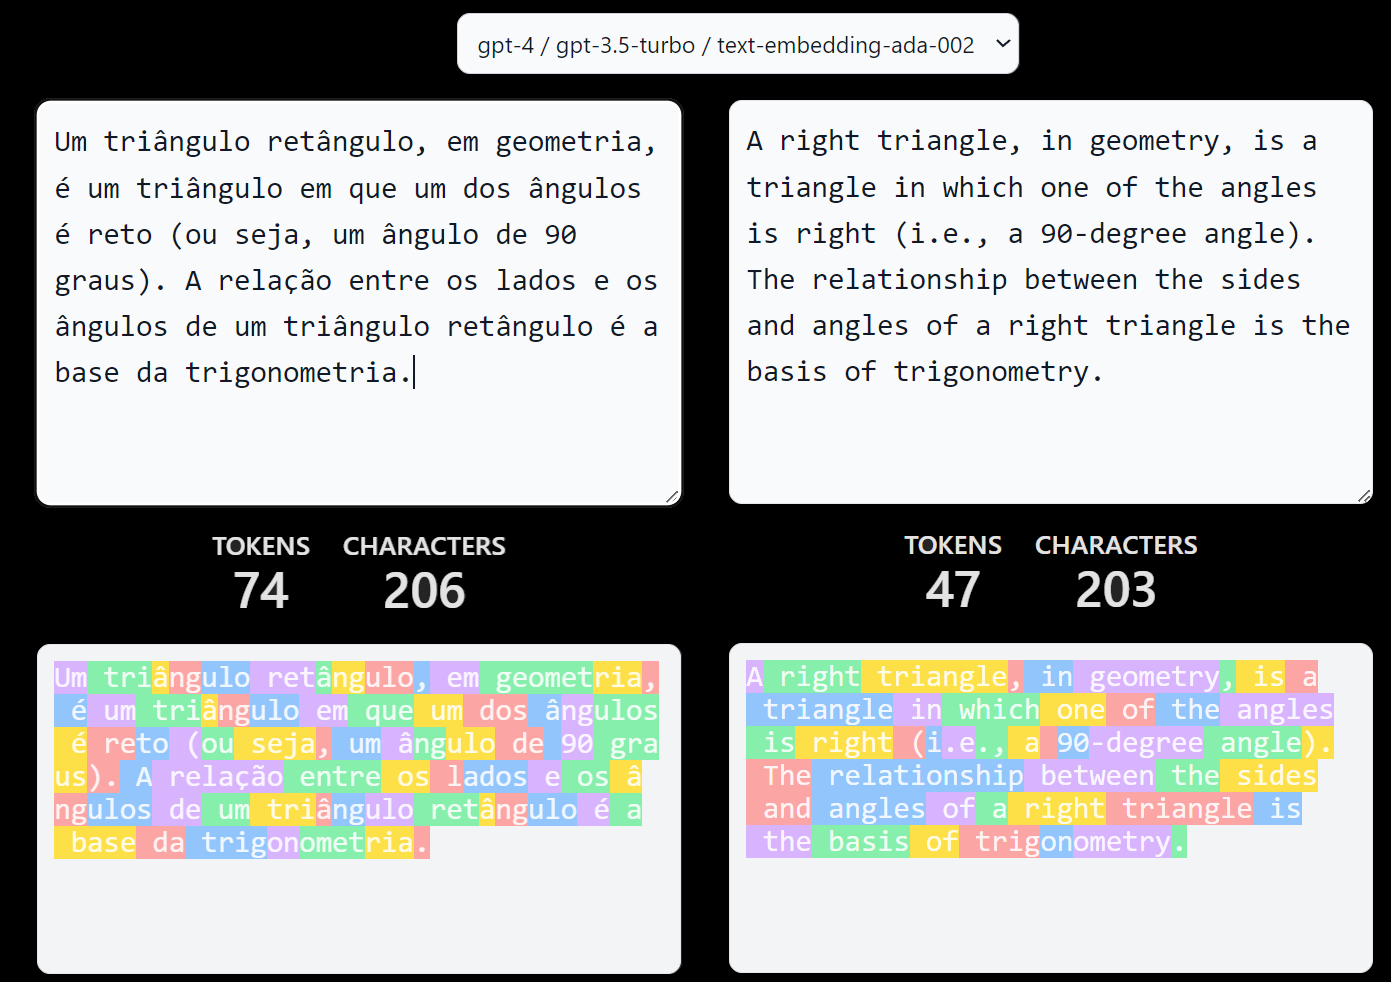 gpt-4 / gpt-3.5-turbo / text-embedding-ada-002
Um triângulo retângulo, em geometria,
é um triângulo em que um dos ângulos
é reto (ou seja, um ângulo de 90
graus). A relação entre os lados e os
ângulos de um triângulo retângulo é a
base da trigonometria.
TOKENS CHARACTERS
74 206
Um triângulo retângulo, em geometria,
é um triângulo em que um dos ângulos
é reto (ou seja, um ângulo de 90 gra
us). A relação entre os lados e os â
ngulos de um triângulo retângulo é a
base da trigonometria.
A right triangle, in geometry, is a
triangle in which one of the angles
is right (i.e., a 90-degree angle).
The relationship between the sides
and angles of a right triangle is the
basis of trigonometry.
TOKENS CHARACTERS
47 203
A right triangle, in geometry, is a
triangle in which one of the angles
is right (i.e., a 90-degree angle).
The relationship between the sides
and angles of a right triangle is
the basis of trigonometry.